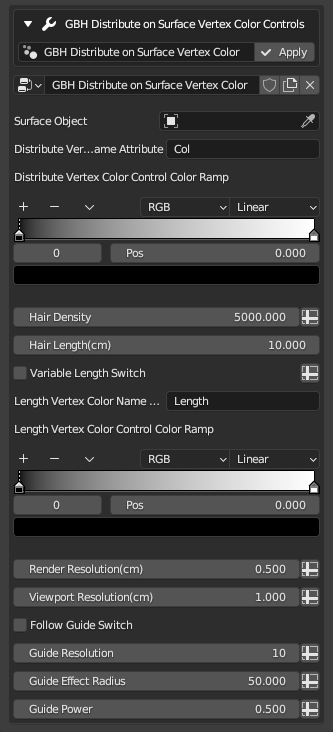 GBH Distribute on Surface Vertex Color Controls
GBH Distribute on Surface Vertex Color Apply
GBH Distribute on Surface Vertex Color
Surface Object
Distribute Ver...ame Attribute Col
Distribute Vertex Color Control Color Ramp
RGB Linear
0 Pos 0.000
Hair Density 5000.000
Hair Length(cm) 10.000
Variable Length Switch
Length Vertex Color Name ... Length
Length Vertex Color Control Color Ramp
RGB Linear
0 Pos 0.000
Render Resolution(cm) 0.500
Viewport Resolution(cm) 1.000
Follow Guide Switch
Guide Resolution 10
Guide Effect Radius 50.000
Guide Power 0.500